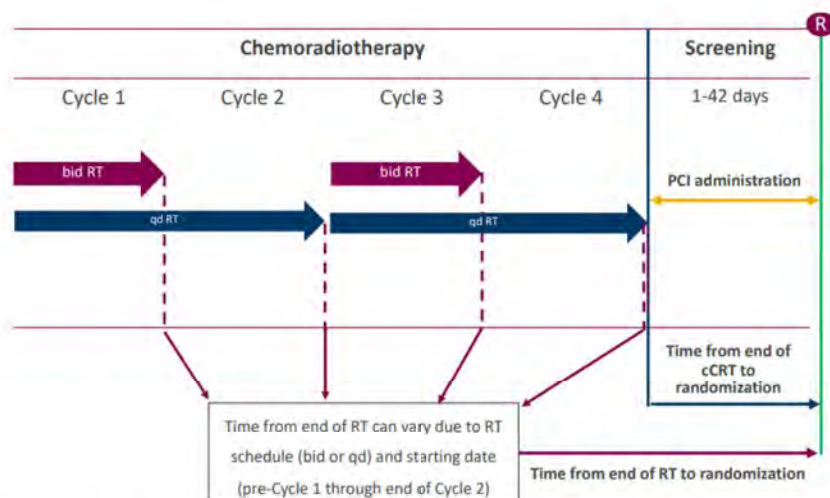 R
Chemoradiotherapy
Screening
Cycle 1
Cycle 2
Cycle 3
Cycle 4
1-42 days
bid RT
bid RT
PCI administration
qd RT
qd RT
Time from end of
cCRT to
randomization
Time from end of RT can vary due to RT
schedule (bid or qd) and starting date
(pre-Cycle 1 through end of Cycle 2)
Time from end of RT to randomization